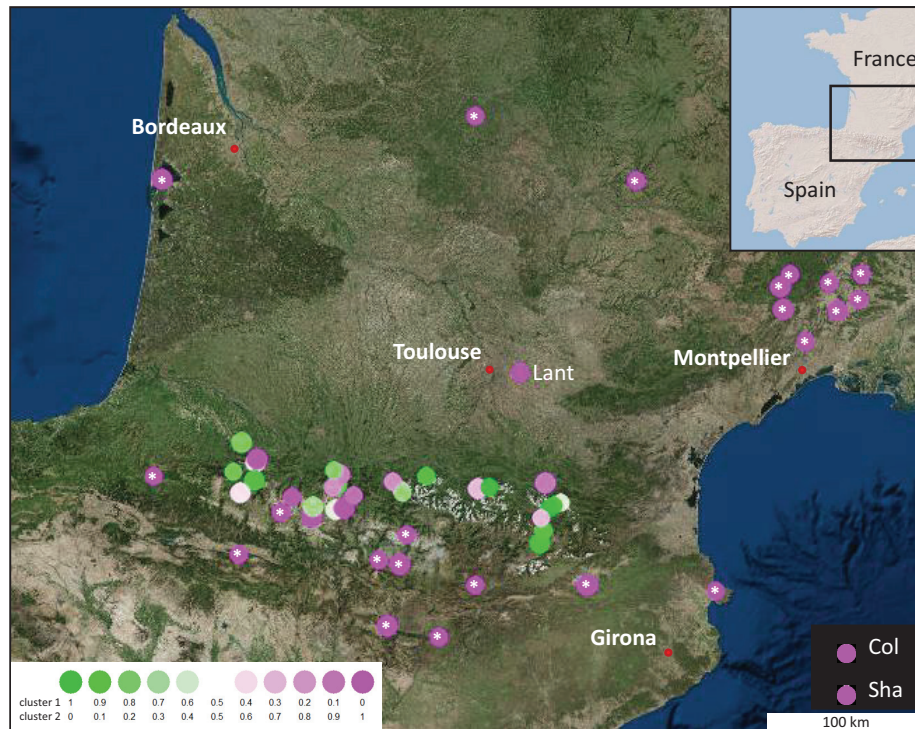 France
Spain
Bordeaux
*
*
*
*
*
*
*
*
*
*
*
Toulouse
Lant
Montpellier
*
*
*
*
*
*
*
*
*
*
*
Girona
Col
Sha
cluster 1 1 0.9 0.8 0.7 0.6 0.5 0.4 0.3 0.2 0.1 0
cluster 2 0 0.1 0.2 0.3 0.4 0.5 0.6 0.7 0.8 0.9 1
100 km